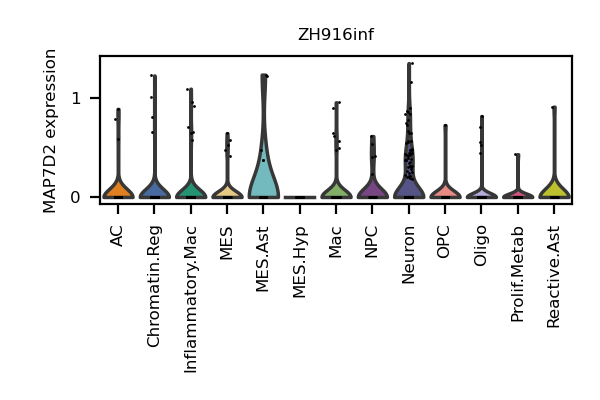 ZH916inf
MAP7D2 expression
1
0
AC
Chromatin.Reg
Inflammatory.Mac
MES
MES.Ast
MES.Hyp
Mac
NPC
Neuron
OPC
Oligo
Prolif.Metab
Reactive.Ast